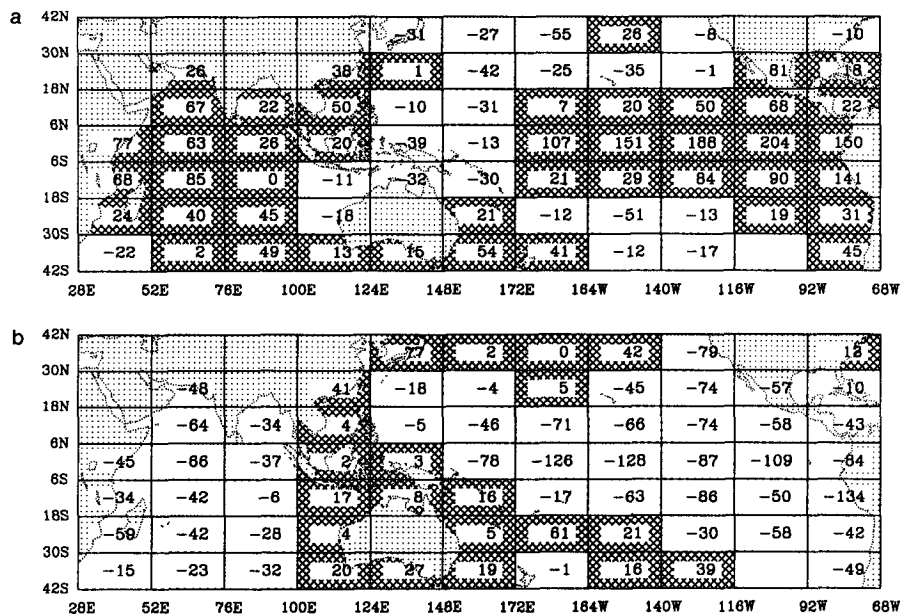 a
42N -31 -27 -55 26 -8 -10
30N 26 38 1 -42 -25 -35 -1 81 18
18N 67 22 50 -10 -31 7 20 50 68 22
6N 77 63 26 20 -39 -13 107 151 188 204 150
6S 68 85 0 -11 -32 -30 21 29 84 90 141
18S 24 40 45 -18 21 -12 -51 -13 19 31
30S -22 2 49 13 15 54 41 -12 -17 45
42S
28E 52E 76E 100E 124E 148E 172E 164W 140W 116W 92W 68W
b
42N 77 2 0 42 -79 12
30N -48 41 -18 -4 5 -45 -74 -57 -10
18N -64 -34 4 -5 -46 -71 -66 -74 -58 -43
6N -45 -66 -37 2 3 -78 -126 -128 -87 -109 -84
6S -34 -42 -6 17 8 16 -17 -63 -86 -50 -134
18S -59 -42 -28 4 5 61 21 -30 -58 -42
30S -15 -23 -32 20 27 19 -1 16 39 -49
42S
28E 52E 76E 100E 124E 148E 172E 164W 140W 116W 92W 68W